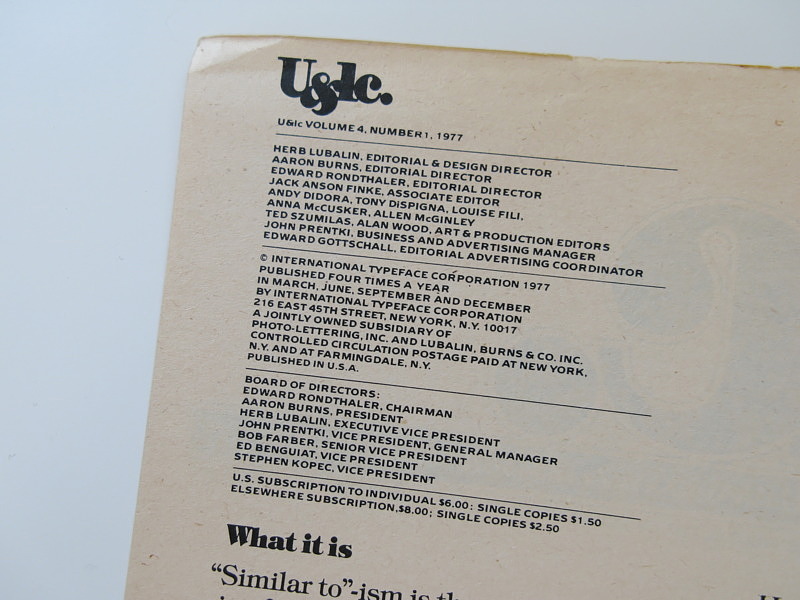 U&lc.
U&lc VOLUME 4, NUMBER 1, 1977
HERB LUBALIN, EDITORIAL & DESIGN DIRECTOR
AARON BURNS, EDITORIAL DIRECTOR
EDWARD RONDTHALER, EDITORIAL DIRECTOR
JACK ANSON FINKE, ASSOCIATE EDITOR
ANDY DIDORA, TONY DiSPIGNA, LOUISE FILI,
ANNA McCUSKER, ALLEN McGINLEY
TED SZUMILAS, ALAN WOOD, ART & PRODUCTION EDITORS
JOHN PRENTKI, BUSINESS AND ADVERTISING MANAGER
EDWARD GOTTSCHALL, EDITORIAL ADVERTISING COORDINATOR
© INTERNATIONAL TYPEFACE CORPORATION 1977
PUBLISHED FOUR TIMES A YEAR
IN MARCH, JUNE, SEPTEMBER AND DECEMBER
BY INTERNATIONAL TYPEFACE CORPORATION
216 EAST 45TH STREET, NEW YORK, N.Y. 10017
A JOINTLY OWNED SUBSIDIARY OF
PHOTO-LETTERING, INC. AND LUBALIN, BURNS & CO. INC.
CONTROLLED CIRCULATION POSTAGE PAID AT NEW YORK,
N.Y. AND AT FARMINGDALE, N.Y.
PUBLISHED IN U.S.A.
BOARD OF DIRECTORS:
EDWARD RONDTHALER, CHAIRMAN
AARON BURNS, PRESIDENT
HERB LUBALIN, EXECUTIVE VICE PRESIDENT
JOHN PRENTKI, VICE PRESIDENT, GENERAL MANAGER
BOB FARBER, SENIOR VICE PRESIDENT
ED BENGUIAT, VICE PRESIDENT
STEPHEN KOPEC, VICE PRESIDENT
U.S. SUBSCRIPTION TO INDIVIDUAL $6.00; SINGLE COPIES $1.50
ELSEWHERE SUBSCRIPTION, $8.00; SINGLE COPIES $2.50
What it is
“Similar to”-ism is